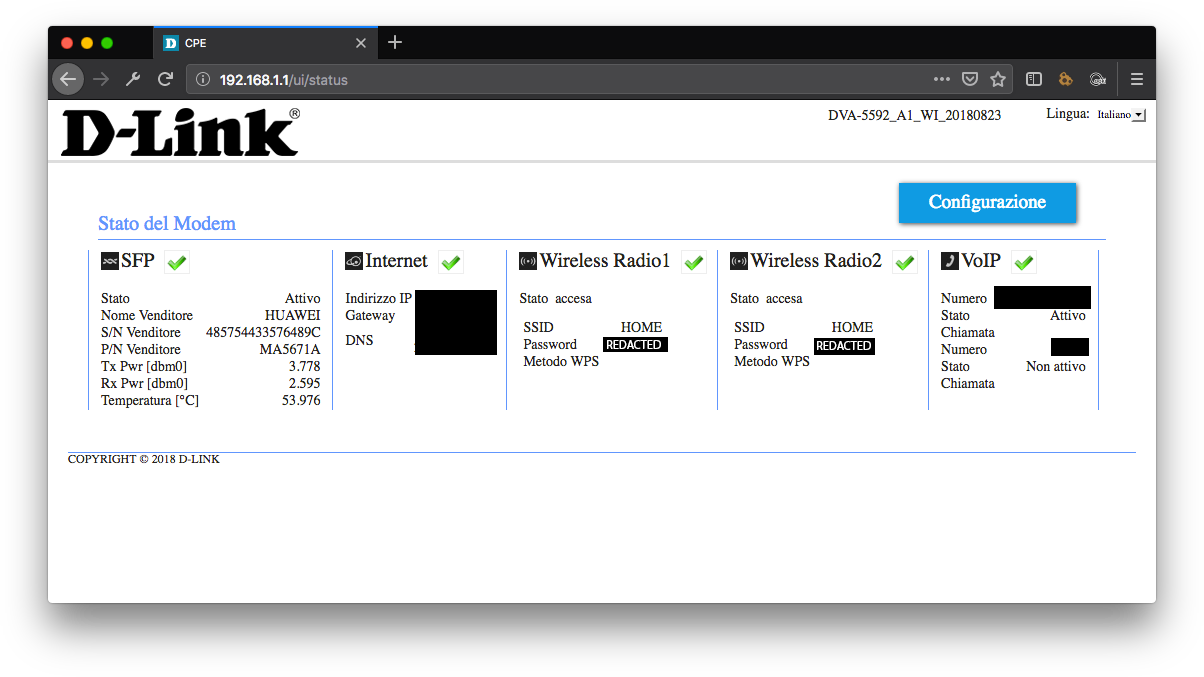 CPE
192.168.1.1/ui/status
D-Link®
DVA-5592_A1_WI_20180823
Lingua: Italiano
Configurazione
Stato del Modem
SFP
Stato Attivo
Nome Venditore HUAWEI
S/N Venditore 485754433576489C
P/N Venditore MA5671A
Tx Pwr [dbm0] 3.778
Rx Pwr [dbm0] 2.595
Temperatura [°C] 53.976
Internet
Indirizzo IP
Gateway
DNS
Wireless Radio1
Stato accesa
SSID HOME
Password REDACTED
Metodo WPS
Wireless Radio2
Stato accesa
SSID HOME
Password REDACTED
Metodo WPS
VoIP
Numero
Stato Attivo
Chiamata
Numero
Stato Non attivo
Chiamata
COPYRIGHT © 2018 D-LINK